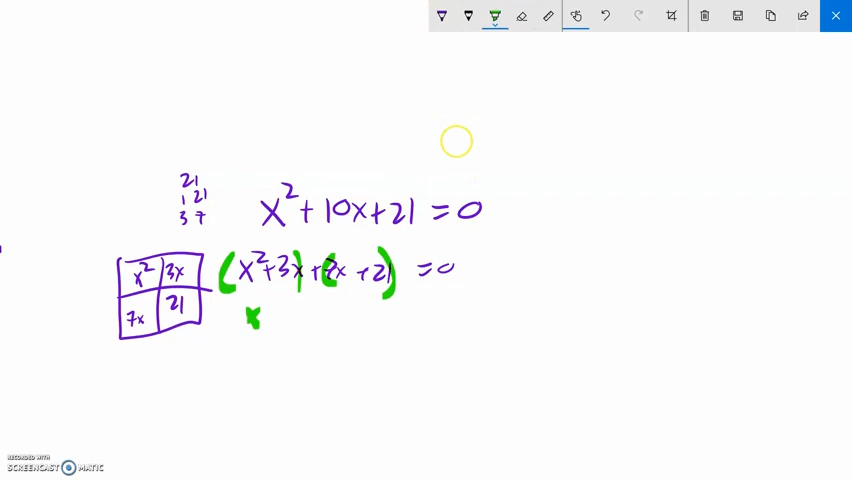 21
1 21
3 7
x² + 10x + 21 = 0
x² 3x
7x 21
(x² + 3x) + (7x + 21) = 0
x
RECORDED WITH
SCREENCAST MATIC